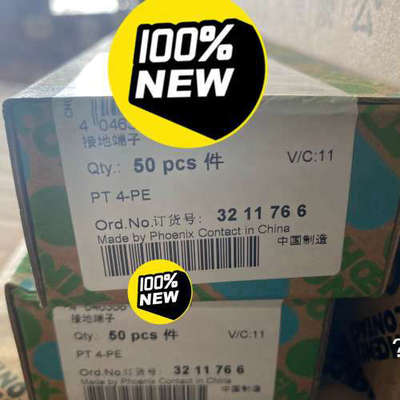 100%
NEW
4 04635
接地端子
Qty.: 50 pcs 件 V/C:11
PT 4-PE
Ord.No.订货号: 32 11 76 6
Made by Phoenix Contact in China
中国制造
100%
NEW
接地端子
Qty.: 50 pcs 件 V/C:11
PT 4-PE
Ord.No.订货号: 32 11 76 6
Made by Phoenix Contact in China
中国制造